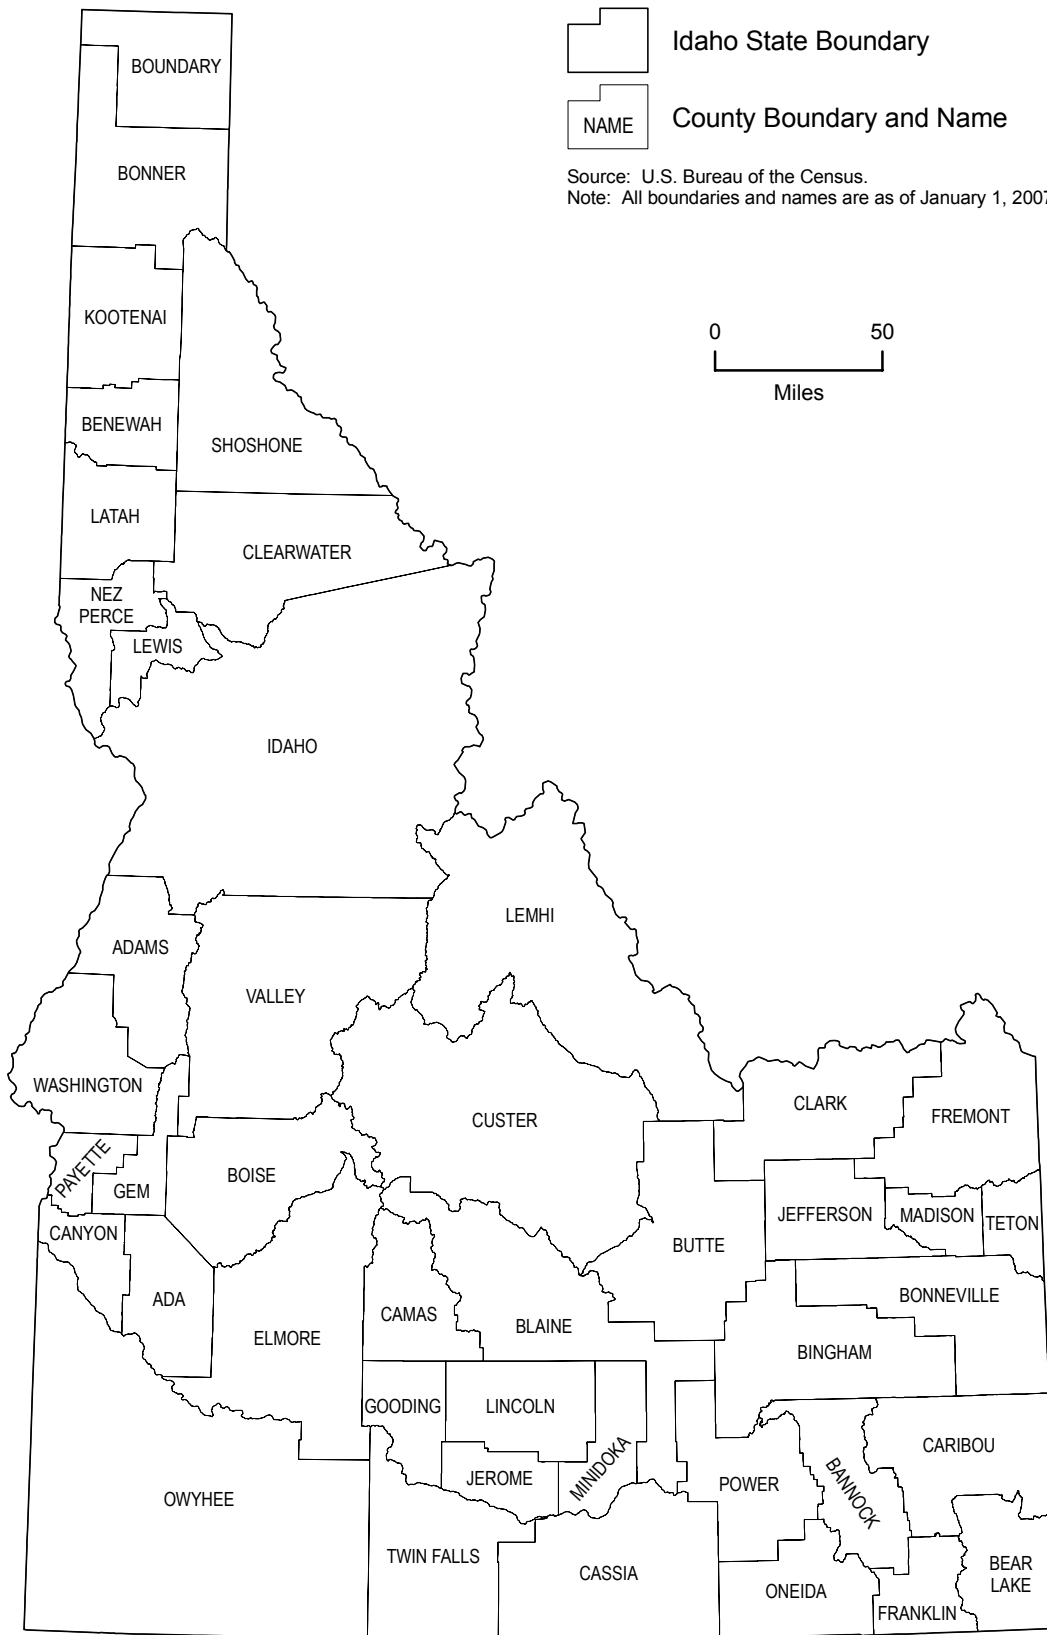 Idaho State Boundary
NAME
County Boundary and Name
Source: U.S. Bureau of the Census.
Note: All boundaries and names are as of January 1, 2007
0 50
Miles
BOUNDARY
BONNER
KOOTENAI
BENEWAH
SHOSHONE
LATAH
CLEARWATER
NEZ
PERCE
LEWIS
IDAHO
LEMHI
ADAMS
VALLEY
WASHINGTON
CUSTER
CLARK
FREMONT
PAYETTE
GEM
BOISE
JEFFERSON
MADISON
TETON
CANYON
BUTTE
ADA
CAMAS
BLAINE
BONNEVILLE
ELMORE
BINGHAM
GOODING
LINCOLN
CARIBOU
JEROME
MINIDOKA
POWER
BANNOCK
OWYHEE
TWIN FALLS
CASSIA
ONEIDA
BEAR
LAKE
FRANKLIN